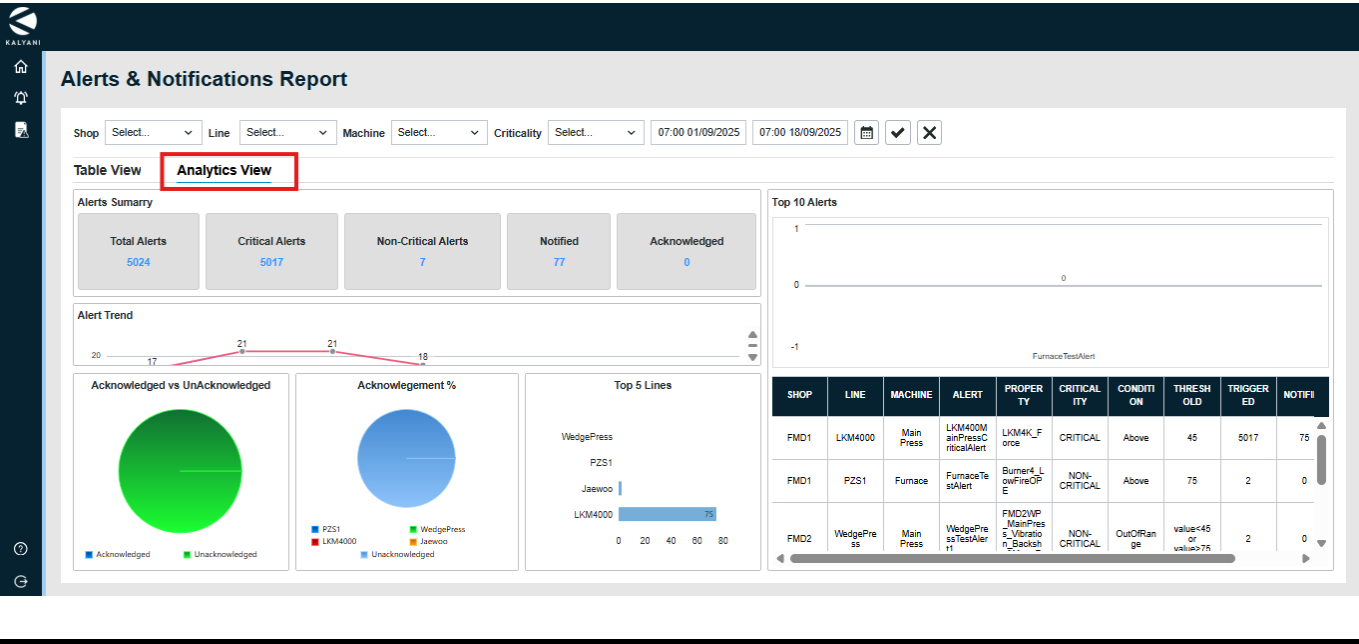 KALYANI
Alerts & Notifications Report
Shop Select... Line Select... Machine Select... Criticality Select... 07:00 01/09/2025 07:00 18/09/2025
Table View Analytics View
Alerts Sumarry
Total Alerts Critical Alerts Non-Critical Alerts Notified Acknowledged
5024 5017 7 77 0
Alert Trend
20
17 21 21 18
Acknowledged vs UnAcknowledged
Acknowledged Unacknowledged
Acknowlegement %
PZS1 WedgePress
LKM4000 Jaewoo
Unacknowledged
Top 5 Lines
WedgePress
PZS1
Jaewoo
LKM4000 75
0 20 40 60 80
Top 10 Alerts
1
0 0
-1
FurnaceTestAlert
SHOP LINE MACHINE ALERT PROPER CRITICAL CONDITI THRESH TRIGGER NOTIFI
TY ITY ON OLD ED
LKM400M
FMD1 LKM4000 Main ainPressC LKM4K_F CRITICAL Above 45 5017 75
Press riticalAlert orce
Burner4_L
FMD1 PZS1 Furnace FurnaceTe owFireOP NON- Above 75 2 0
stAlert E CRITICAL
FMD2WP
_MainPres
FMD2 WedgePre Main WedgePre s_Vibratio NON- OutOfRan value<45 2 0
ss Press ssTestAler n_Backsh CRITICAL ge or
t1 value>75